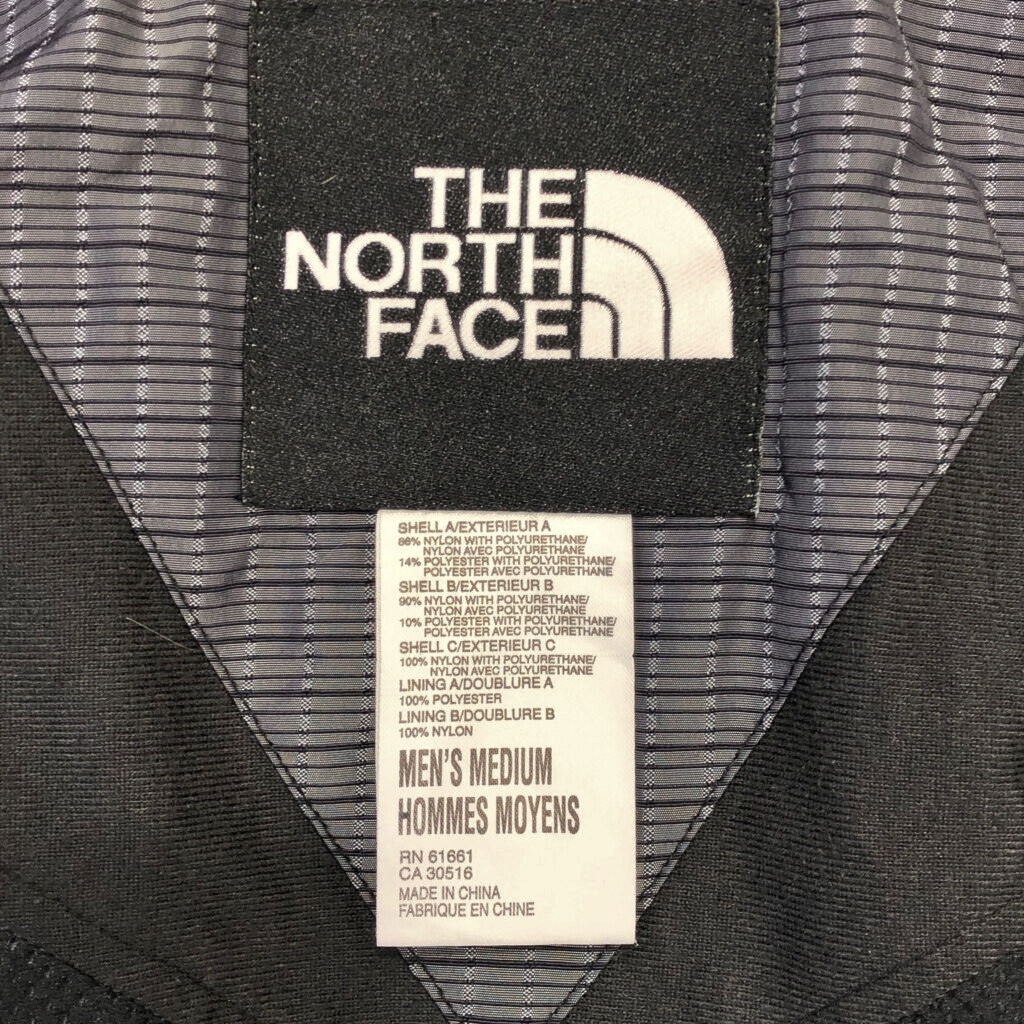 THE
NORTH
FACE
SHELL A/EXTERIEUR A
86% NYLON WITH POLYURETHANE/
NYLON AVEC POLYURETHANE
14% POLYESTER WITH POLYURETHANE/
POLYESTER AVEC POLYURETHANE
SHELL B/EXTERIEUR B
90% NYLON WITH POLYURETHANE/
NYLON AVEC POLYURETHANE
10% POLYESTER WITH POLYURETHANE/
POLYESTER AVEC POLYURETHANE
SHELL C/EXTERIEUR C
100% NYLON WITH POLYURETHANE/
NYLON AVEC POLYURETHANE
LINING A/DOUBLURE A
100% POLYESTER
LINING B/DOUBLURE B
100% NYLON
MEN'S MEDIUM
HOMMES MOYENS
RN 61661
CA 30516
MADE IN CHINA
FABRIQUE EN CHINE